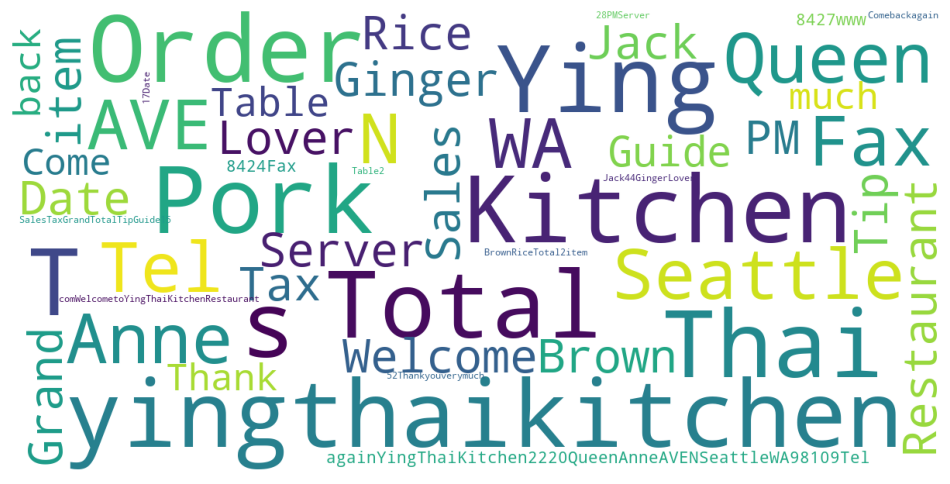 Order
Rice
Ying
Jack
28PMServer
8427www
Comebackagain
back
item
AVE
17Date
Table
Ginger
Queen
much
Lover
N
WA
Guide
PM
Fax
Come
8424Fax
Table2
Sales
Jack44GingerLover
Date
Pork
Kitchen
Tip
Restaurant
SalesTaxGrandTotalTipGuide15
T
Tel
Server
BrownRiceTotal2item
Seattle
Tax
comWelcometoYingThaiKitchenRestaurant
s
Total
Thai
Grand
Anne
Welcome
Brown
Thank
52Thankyouverymuch
yingthaikitchen
againYingThaiKitchen2220QueenAnneAVENSeattleWA98109Tel